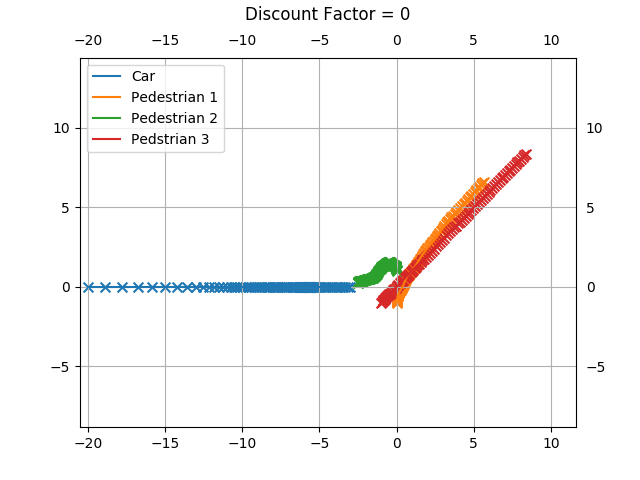 Discount Factor = 0
−20 −15 −10 −5 0 5 10
Car
Pedestrian 1
Pedestrian 2
Pedstrian 3
10 10
5 5
0 0
−5 −5
−20 −15 −10 −5 0 5 10